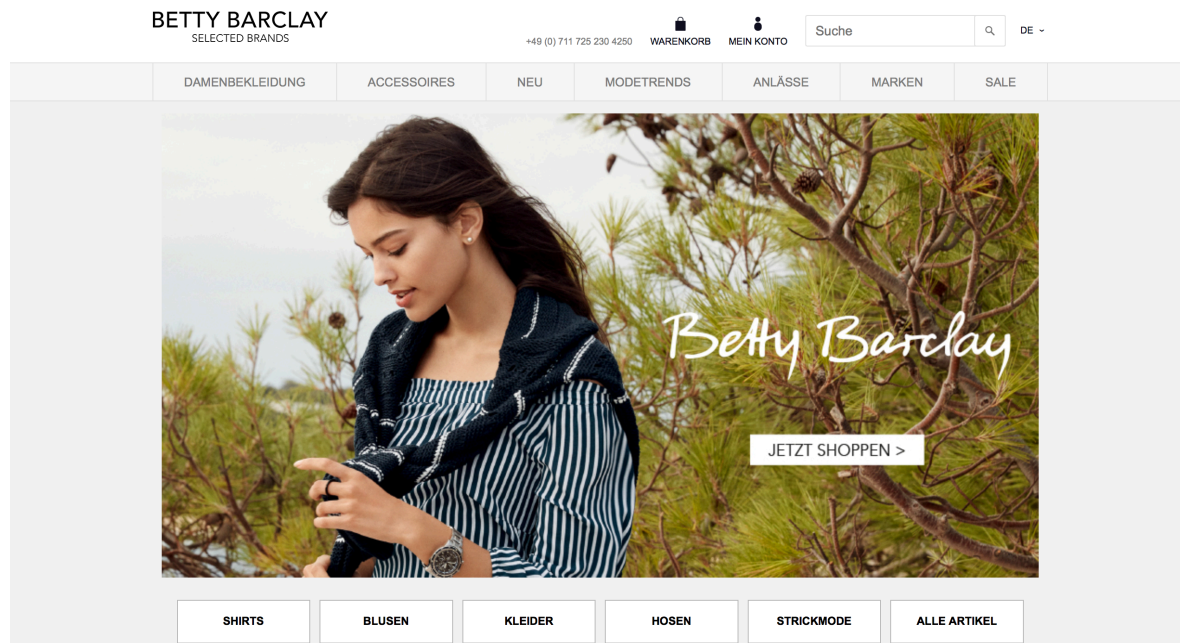 BETTY BARCLAY
SELECTED BRANDS
+49 (0) 711 725 230 4250
WARENKORB
MEIN KONTO
Suche
DE
DAMENBEKLEIDUNG
ACCESSOIRES
NEU
MODETRENDS
ANLÄSSE
MARKEN
SALE
Betty Barclay
JETZT SHOPPEN >
SHIRTS
BLUSEN
KLEIDER
HOSEN
STRICKMODE
ALLE ARTIKEL